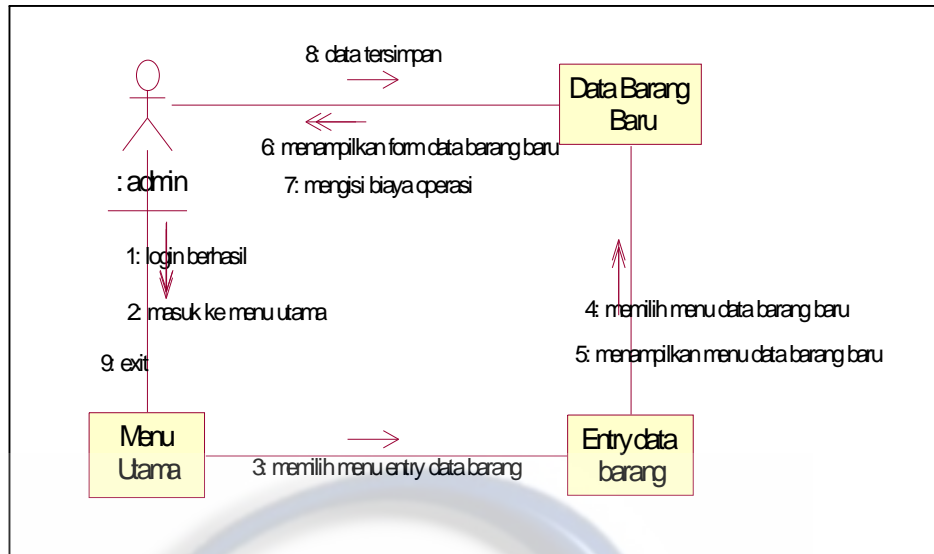 8: data tersimpan
Data Barang
Baru
6: menampilkan form data barang baru
7: mengisi biaya operasi
: admin
1: login berhasil
2: masuk ke menu utama
4: memilih menu data barang baru
5: menampilkan menu data barang baru
9: exit
Menu
Utama
Entry data
barang
3: memilih menu entry data barang